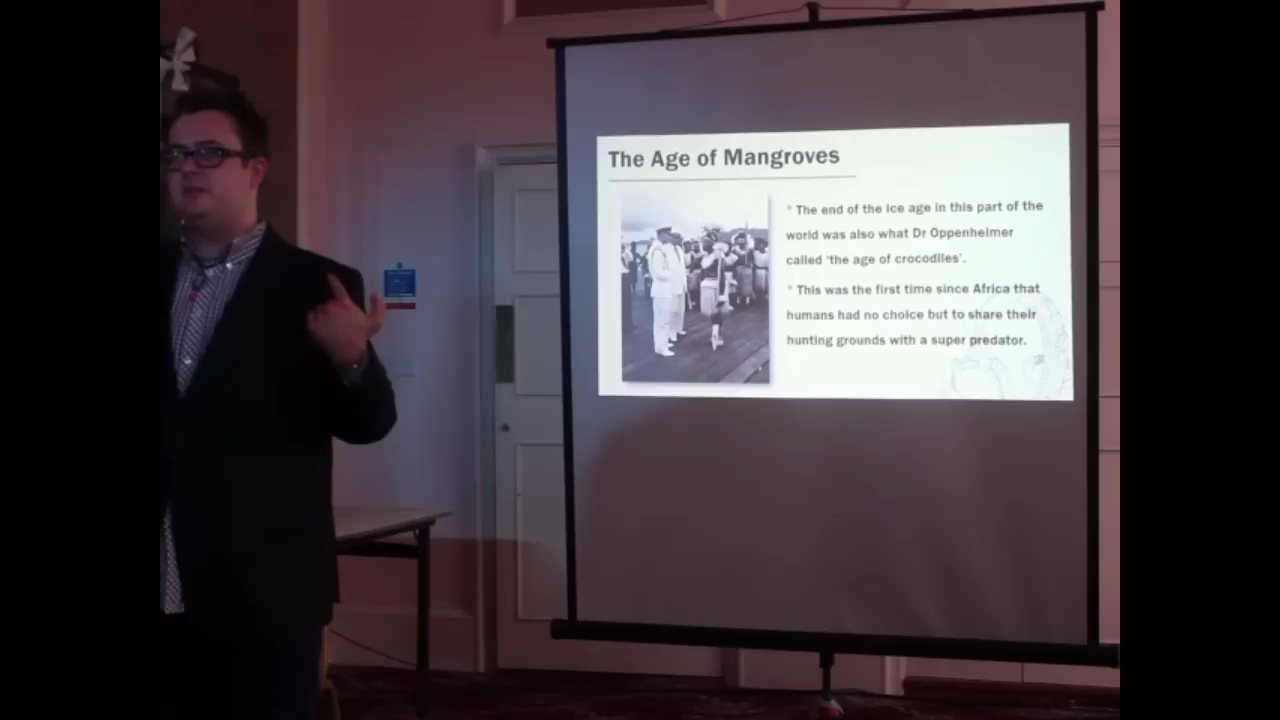 The Age of Mangroves
* The end of the ice age in this part of the
world was also what Dr Oppenheimer
called 'the age of crocodiles'.
* This was the first time since Africa that
humans had no choice but to share their
hunting grounds with a super predator.